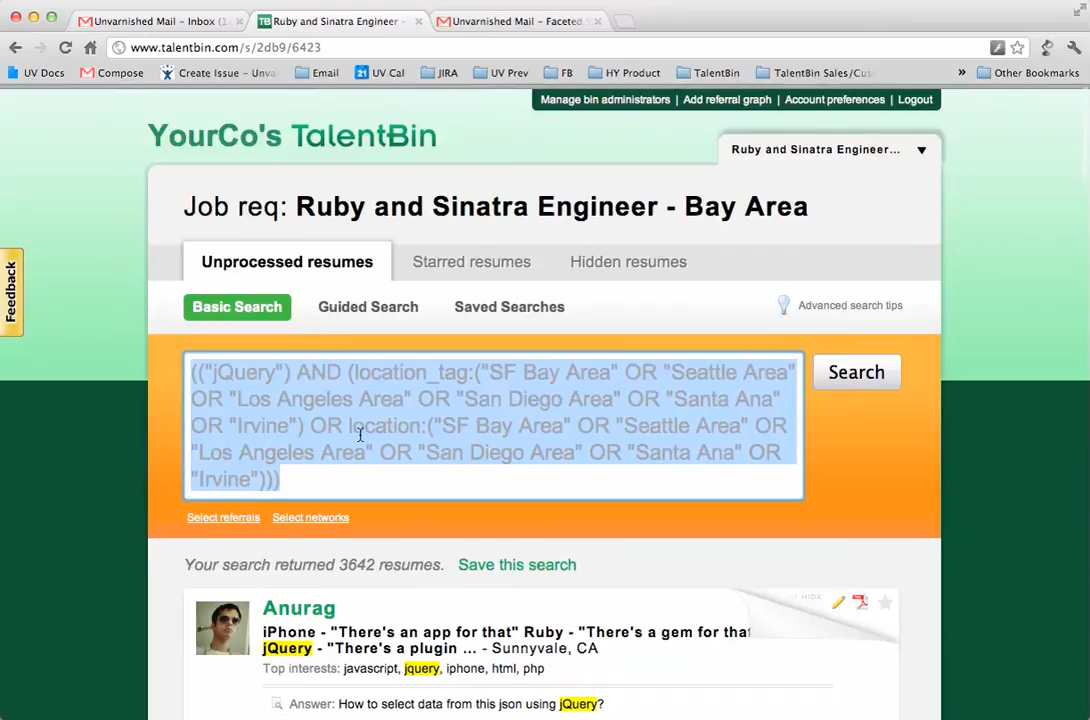 Unvarnished Mail - Inbox (1
Ruby and Sinatra Engineer -
Unvarnished Mail - Faceted
www.talentbin.com/s/2db9/6423
UV Docs
Compose
Create Issue - Unva
Email
21 UV Cal
JIRA
UV Prev
FB
HY Product
TalentBin
TalentBin Sales/Cus
»
Other Bookmarks
Manage bin administrators | Add referral graph | Account preferences | Logout
YourCo's TalentBin
Ruby and Sinatra Engineer... ▼
Job req: Ruby and Sinatra Engineer - Bay Area
Unprocessed resumes
Starred resumes
Hidden resumes
Feedback
Basic Search
Guided Search
Saved Searches
Advanced search tips
(("jQuery") AND (location_tag:("SF Bay Area" OR "Seattle Area"
OR "Los Angeles Area" OR "San Diego Area" OR "Santa Ana"
OR "Irvine") OR location:("SF Bay Area" OR "Seattle Area" OR
"Los Angeles Area" OR "San Diego Area" OR "Santa Ana" OR
"Irvine")))
Search
Select referrals
Select networks
Your search returned 3642 resumes. Save this search
HIDE
Anurag
iPhone - "There's an app for that" Ruby - "There's a gem for that
jQuery - "There's a plugin ... - Sunnyvale, CA
Top interests: javascript, jquery, iphone, html, php
Answer: How to select data from this json using jQuery?